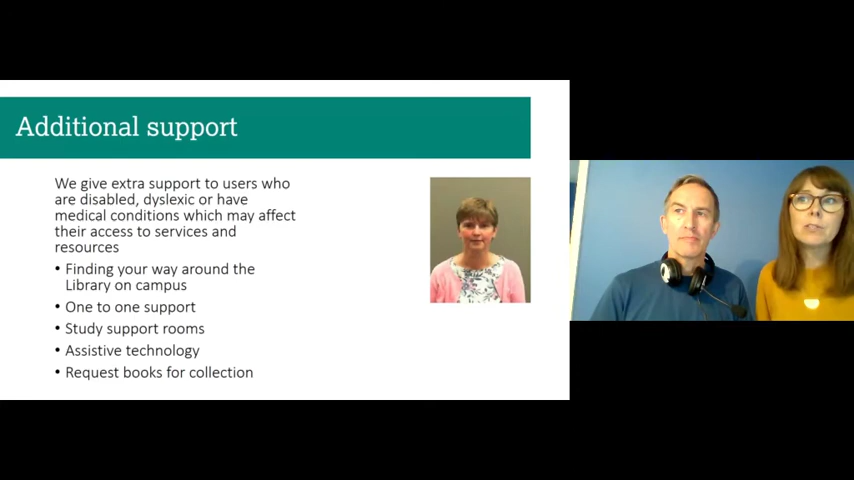 Additional support
We give extra support to users who
are disabled, dyslexic or have
medical conditions which may affect
their access to services and
resources
• Finding your way around the
Library on campus
• One to one support
• Study support rooms
• Assistive technology
• Request books for collection